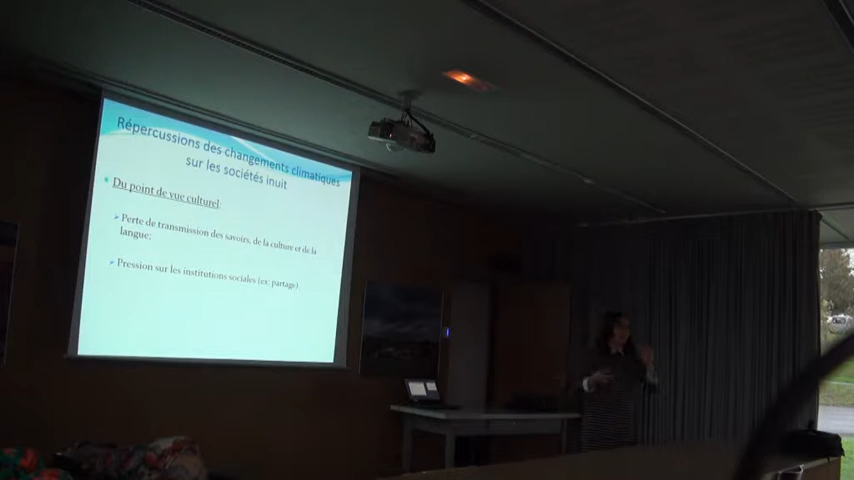 Répercussions des changements climatiques
sur les sociétés inuit
Du point de vue culturel:
Perte de transmission des savoirs, de la culture et de la
langue;
Pression sur les institutions sociales (ex: partage).